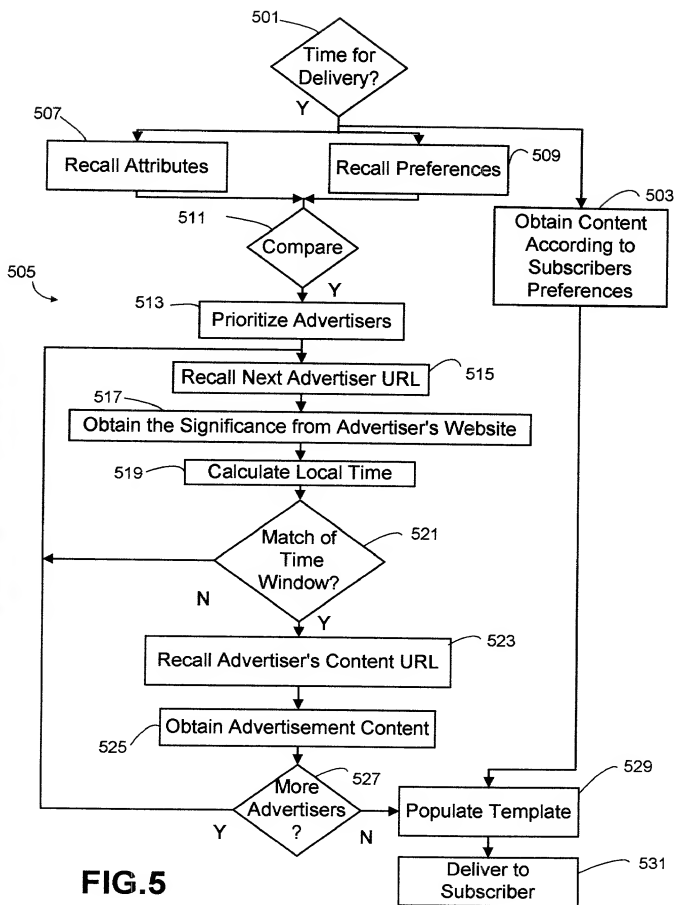 501
Time for
Delivery?
Y
507
Recall Attributes
Recall Preferences
509
503
Obtain Content
According to
Subscribers
Preferences
511
Compare
Y
505
513
Prioritize Advertisers
Recall Next Advertiser URL
515
517
Obtain the Significance from Advertiser's Website
519
Calculate Local Time
Match of
Time
Window?
521
N
Y
Recall Advertiser's Content URL
523
Obtain Advertisement Content
525
More
Advertisers
?
527
Y
N
Populate Template
529
Deliver to
Subscriber
531
FIG.5